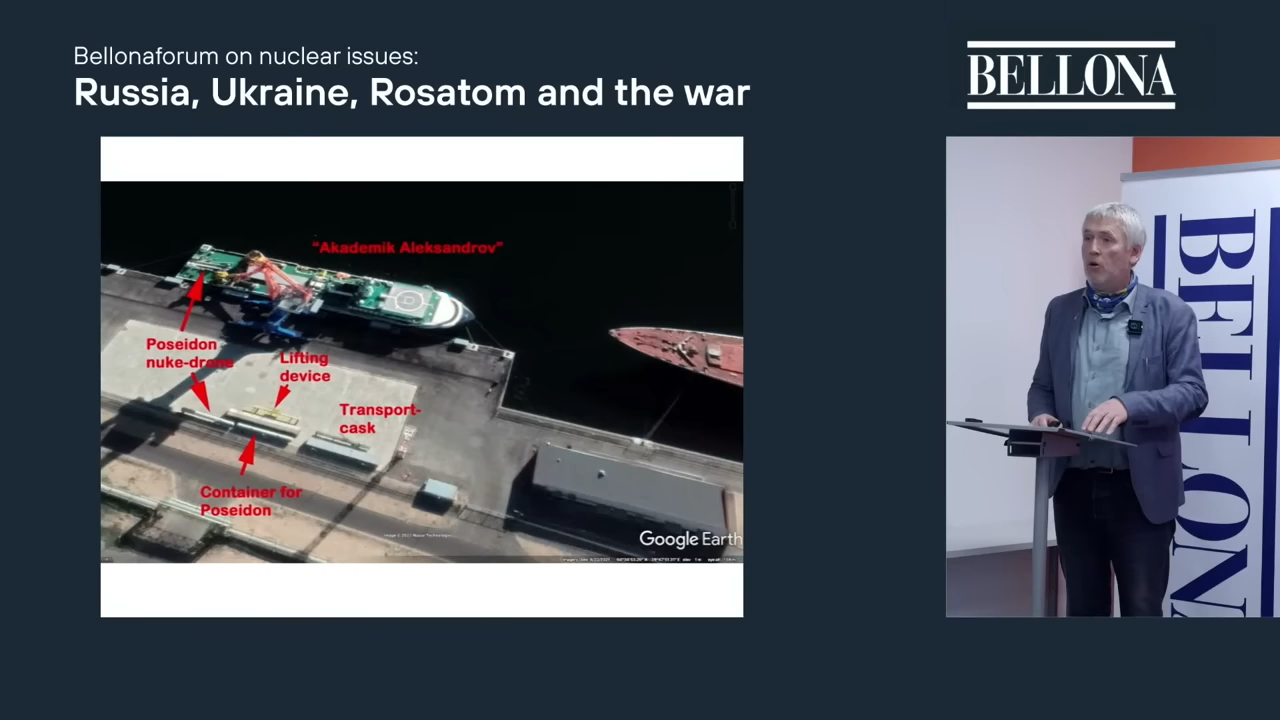 Bellonaforum on nuclear issues:
Russia, Ukraine, Rosatom and the war
BELLONA
"Akademik Aleksandrov"
Poseidon
nuke-drone
Lifting
device
Transport-
cask
Container for
Poseidon
Google Earth
BELLONA